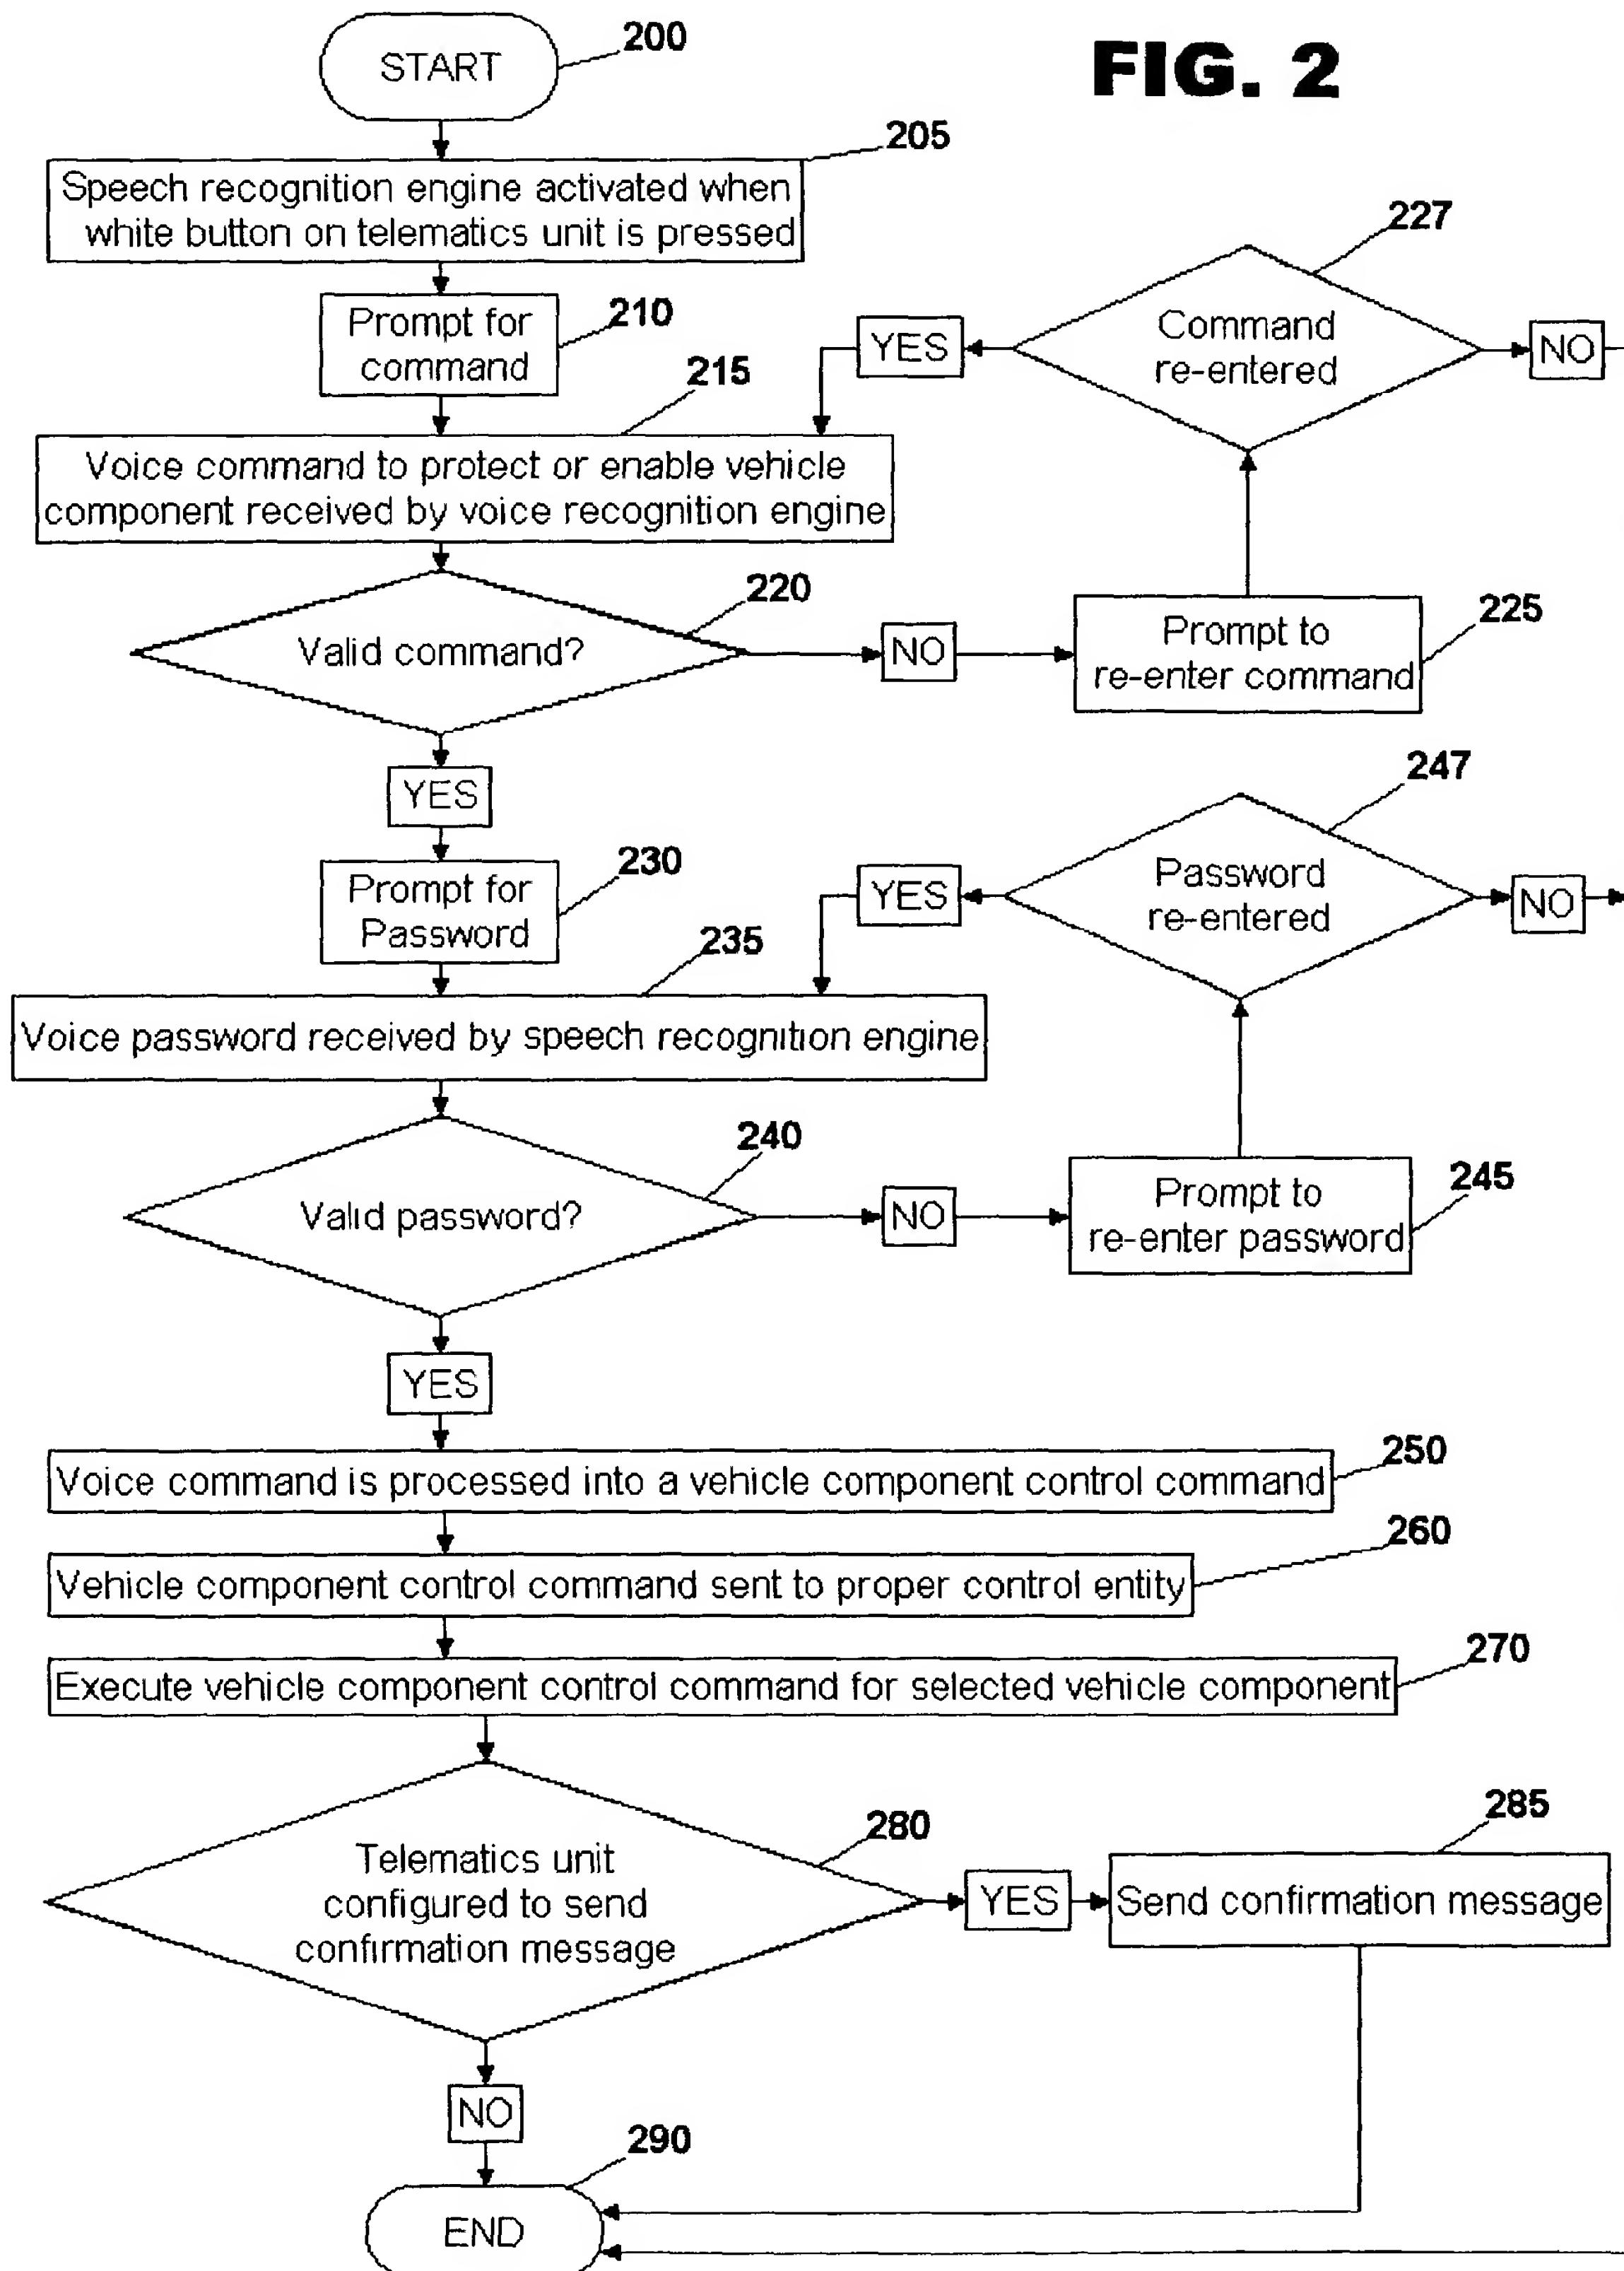 FIG. 2
START
200
205
Speech recognition engine activated when
white button on telematics unit is pressed
Prompt for
command
210
215
Voice command to protect or enable vehicle
component received by voice recognition engine
227
Command
re-entered
YES
NO
Valid command?
220
NO
Prompt to
re-enter command
225
YES
Prompt for
Password
230
235
Voice password received by speech recognition engine
247
Password
re-entered
YES
NO
Valid password?
240
NO
Prompt to
re-enter password
245
YES
Voice command is processed into a vehicle component control command
250
Vehicle component control command sent to proper control entity
260
Execute vehicle component control command for selected vehicle component
270
Telematics unit
configured to send
confirmation message
280
YES
Send confirmation message
285
NO
END
290